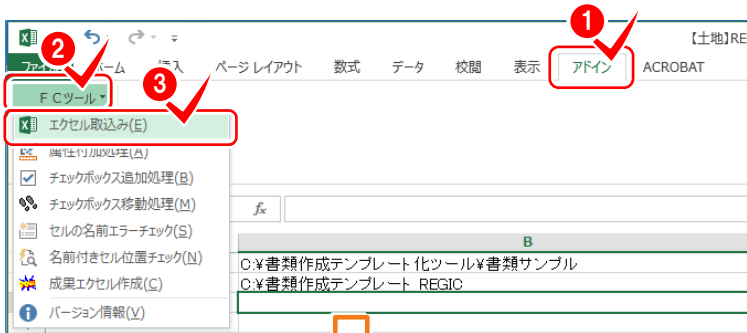 1
【土地】RE
2
ファイル ホーム 挿入 ページ レイアウト 数式 データ 校閲 表示 アドイン ACROBAT
3
ＦＣツール
エクセル取込み(E)
属性付加処理(A)
チェックボックス追加処理(B)
チェックボックス移動処理(M)
fx
セルの名前エラーチェック(S)
B
名前付きセル位置チェック(N)
C:¥書類作成テンプレート化ツール¥書類サンプル
成果エクセル作成(C)
C:¥書類作成テンプレート REGIC
バージョン情報(V)